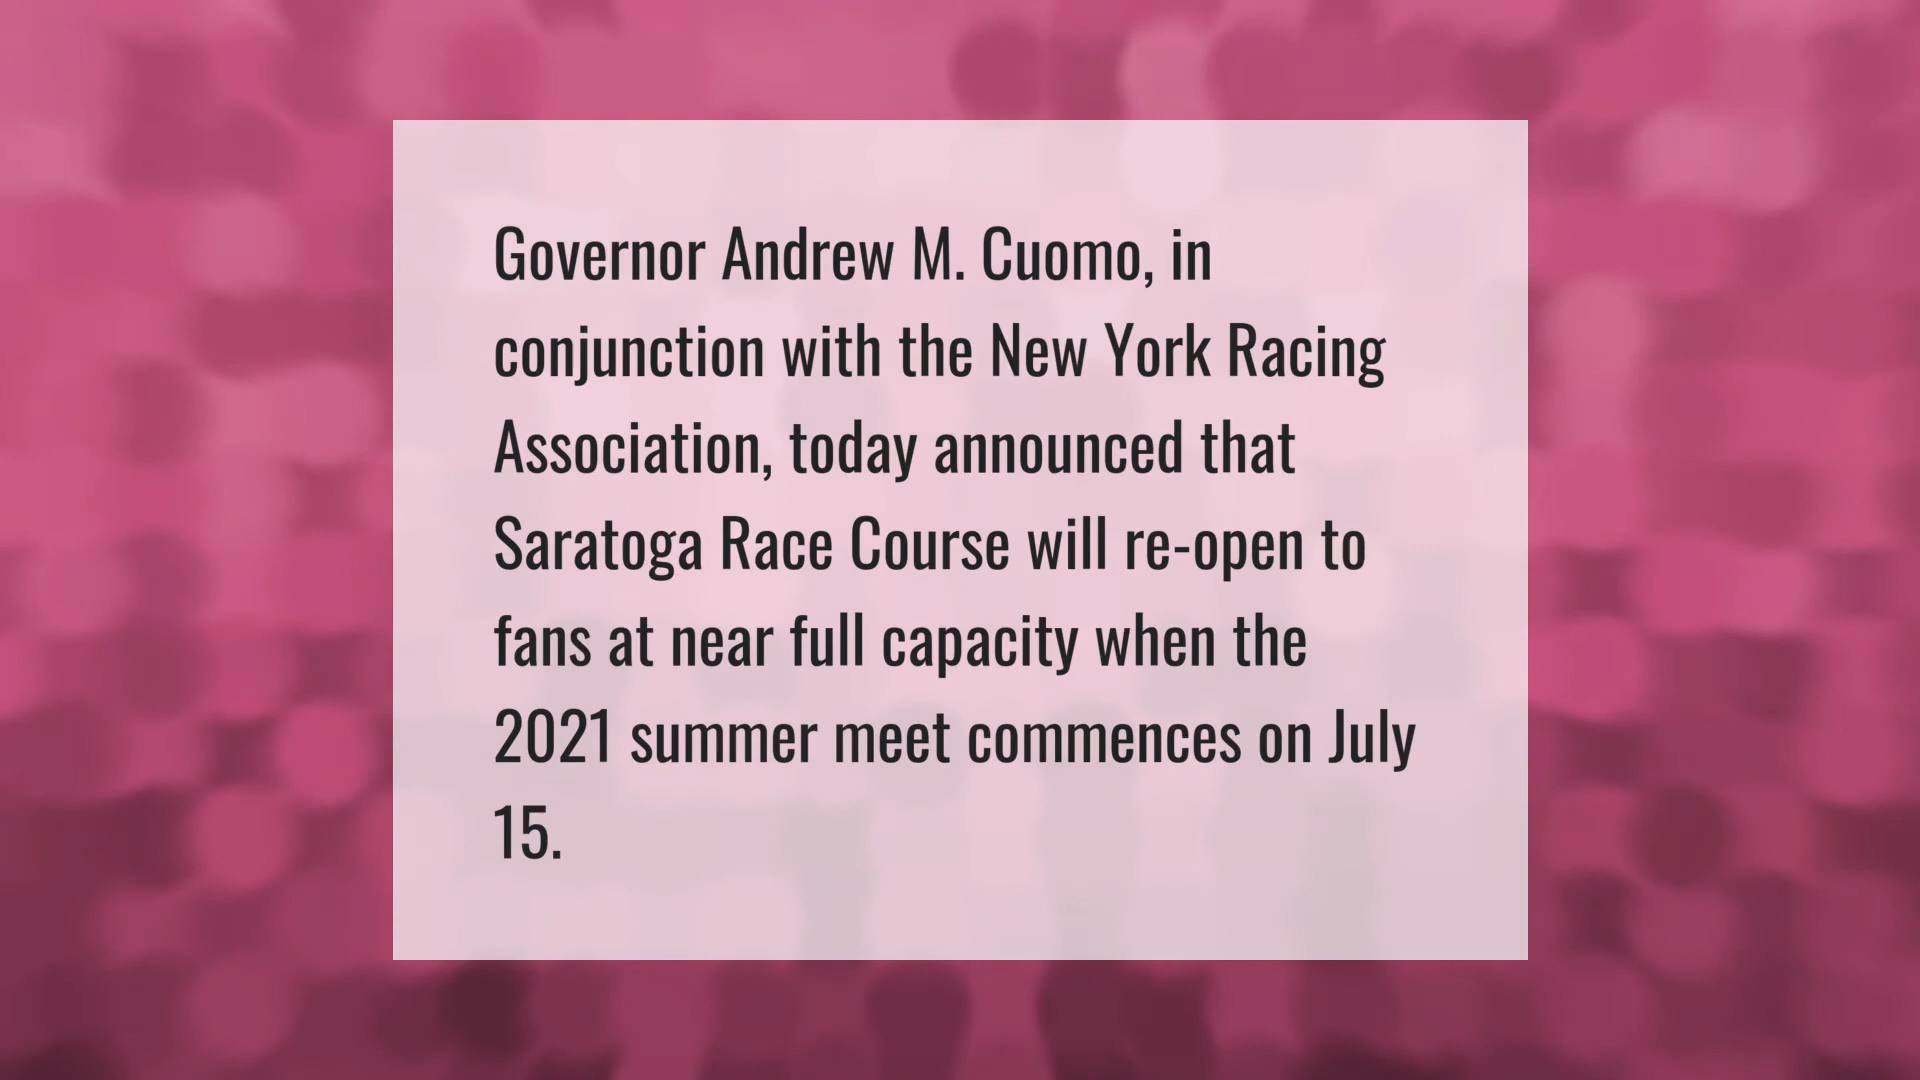 Governor Andrew M. Cuomo, in
conjunction with the New York Racing
Association, today announced that
Saratoga Race Course will re-open to
fans at near full capacity when the
2021 summer meet commences on July
15.